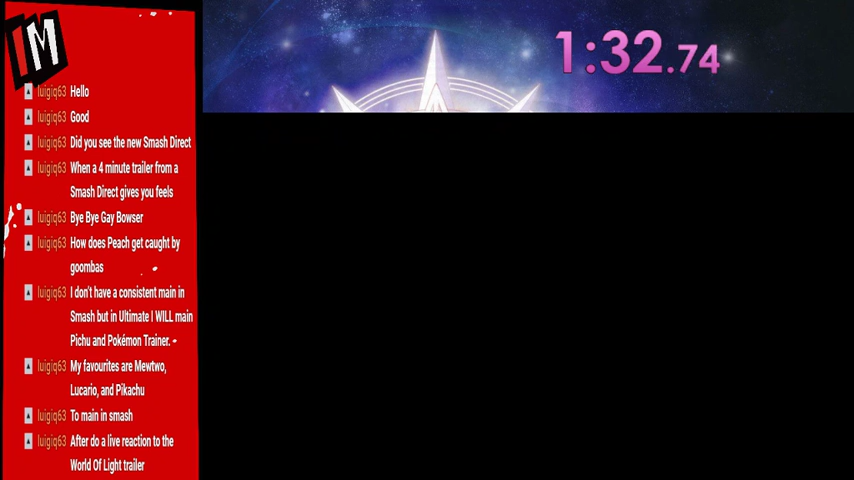 IM
1:32.74
luigiq63 Hello
luigiq63 Good
luigiq63 Did you see the new Smash Direct
luigiq63 When a 4 minute trailer from a
Smash Direct gives you feels
luigiq63 Bye Bye Gay Bowser
luigiq63 How does Peach get caught by
goombas
luigiq63 I don't have a consistent main in
Smash but in Ultimate I WILL main
Pichu and Pokémon Trainer.
luigiq63 My favourites are Mewtwo,
Lucario, and Pikachu
luigiq63 To main in smash
luigiq63 After do a live reaction to the
World Of Light trailer